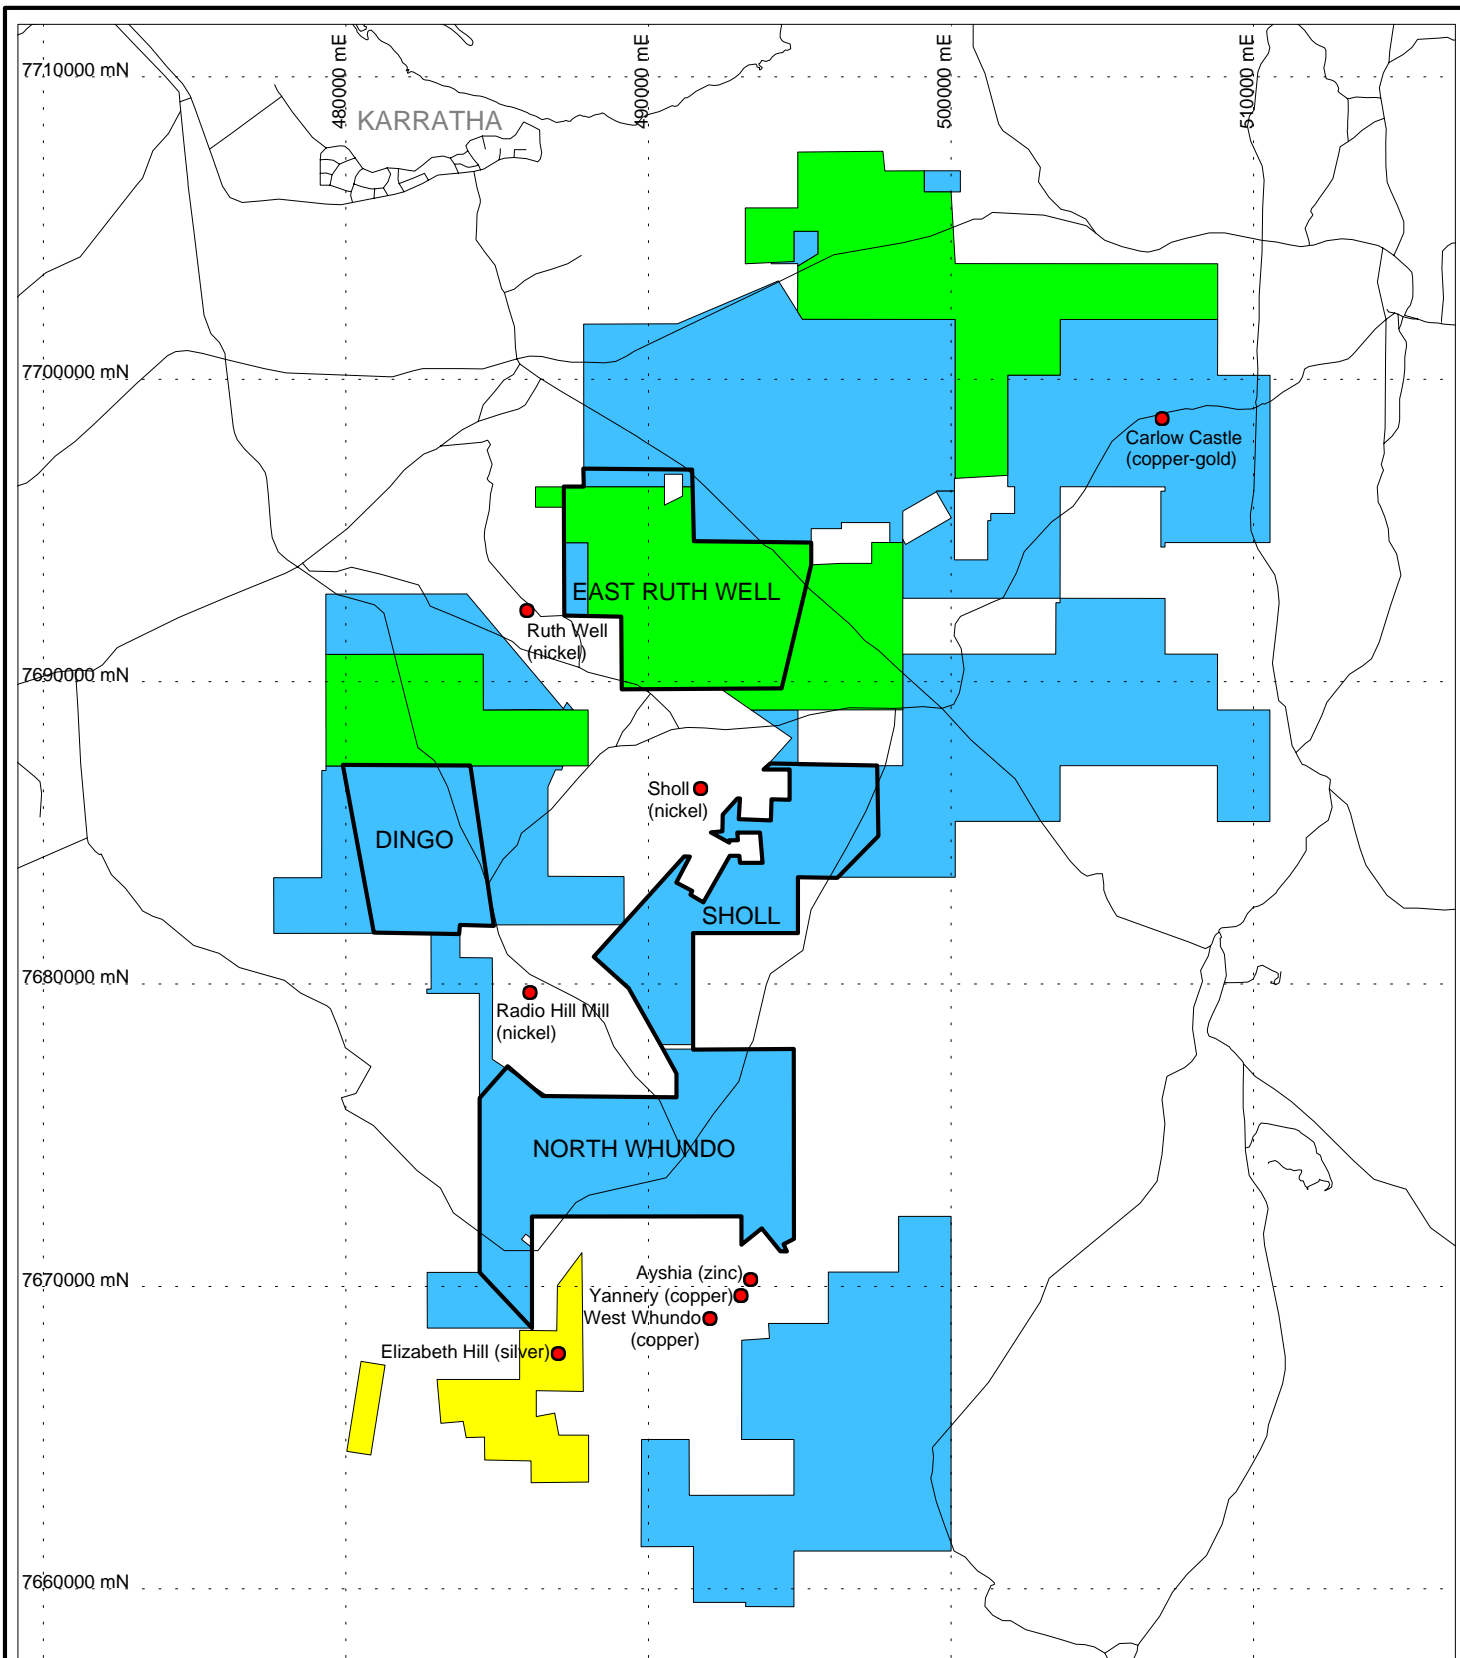 480000 mE
490000 mE
500000 mE
510000 mE
7710000 mN
KARRATHA
7700000 mN
Carlow Castle
(copper-gold)
EAST RUTH WELL
Ruth Well
(nickel)
7690000 mN
Sholl
(nickel)
DINGO
SHOLL
7680000 mN
Radio Hill Mill
(nickel)
NORTH WHUNDO
7670000 mN
Ayshia (zinc)
Yannery (copper)
West Whundo
(copper)
Elizabeth Hill (silver)
7660000 mN